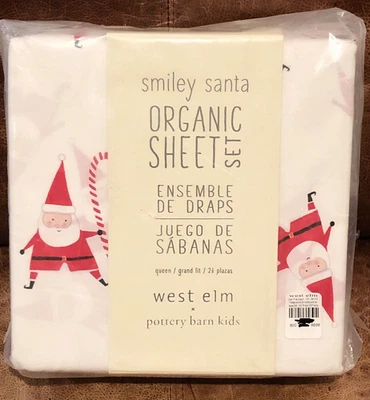 smiley santa
ORGANIC
SHEET SET
ENSEMBLE
DE DRAPS
JUEGO DE
SÁBANAS
queen / grand lit / 2½ plazas
west elm
pottery barn kids
west elm